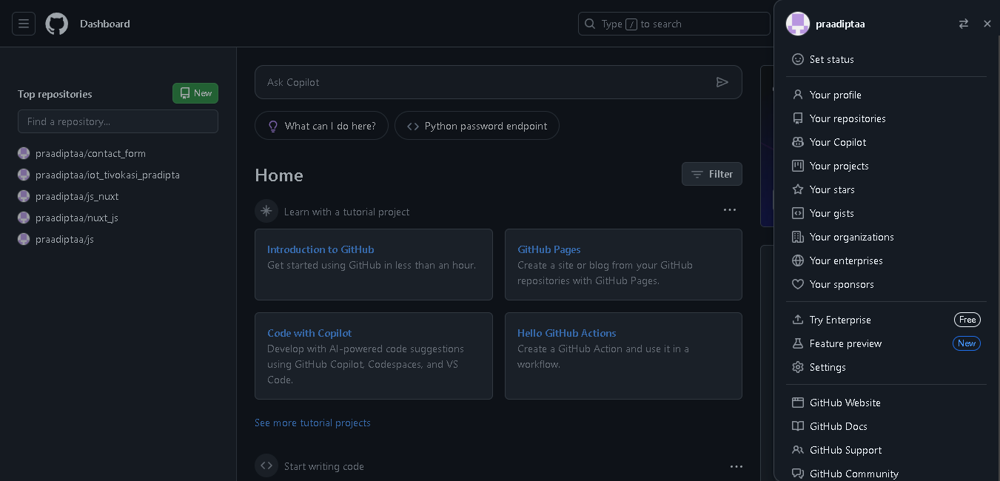 Dashboard
Type / to search
Top repositories
New
Find a repository...
praadiptaa/contact_form
praadiptaa/iot_tivokasi_pradipta
praadiptaa/js_nuxt
praadiptaa/nuxt_js
praadiptaa/js
Ask Copilot
What can I do here?
Python password endpoint
Home
Filter
Learn with a tutorial project
Introduction to GitHub
Get started using GitHub in less than an hour.
GitHub Pages
Create a site or blog from your GitHub
repositories with GitHub Pages.
Code with Copilot
Develop with AI-powered code suggestions
using GitHub Copilot, Codespaces, and VS
Code.
Hello GitHub Actions
Create a GitHub Action and use it in a
workflow.
See more tutorial projects
Start writing code
praadiptaa
Set status
Your profile
Your repositories
Your Copilot
Your projects
Your stars
Your gists
Your organizations
Your enterprises
Your sponsors
Try Enterprise
Free
Feature preview
New
Settings
GitHub Website
GitHub Docs
GitHub Support
GitHub Community